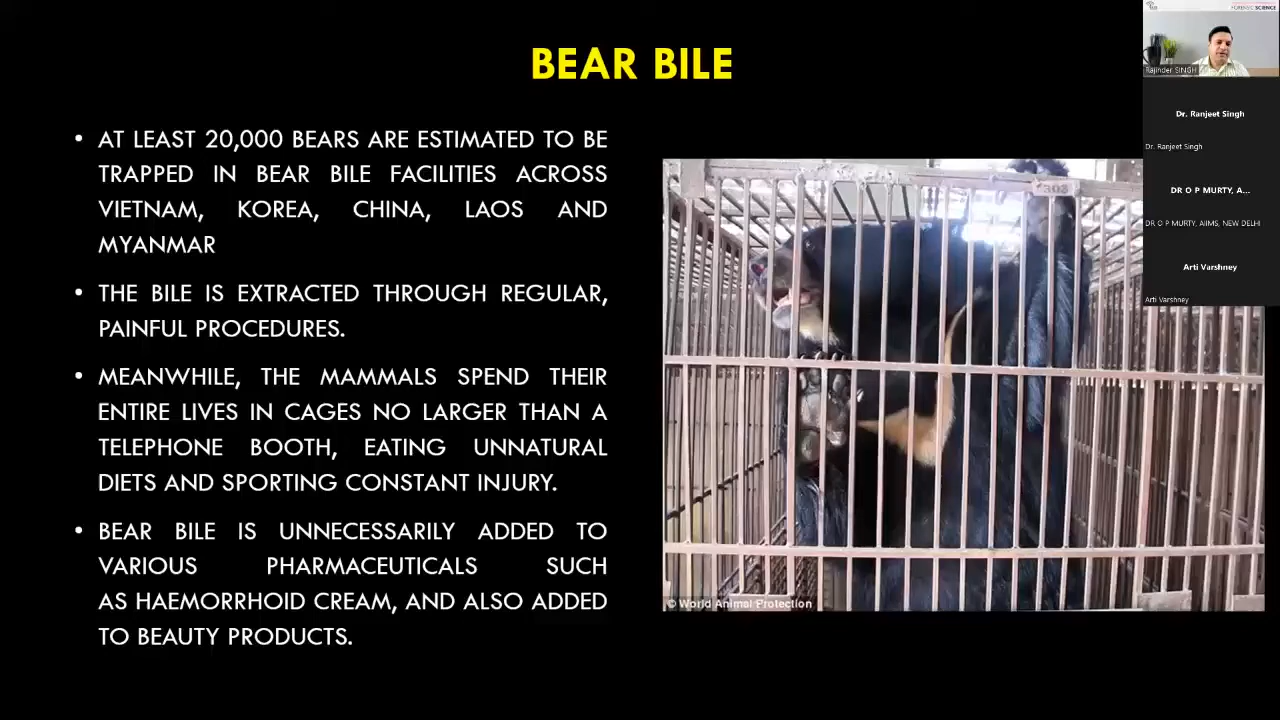 BEAR BILE
• AT LEAST 20,000 BEARS ARE ESTIMATED TO BE
TRAPPED IN BEAR BILE FACILITIES ACROSS
VIETNAM, KOREA, CHINA, LAOS AND
MYANMAR
• THE BILE IS EXTRACTED THROUGH REGULAR,
PAINFUL PROCEDURES.
• MEANWHILE, THE MAMMALS SPEND THEIR
ENTIRE LIVES IN CAGES NO LARGER THAN A
TELEPHONE BOOTH, EATING UNNATURAL
DIETS AND SPORTING CONSTANT INJURY.
• BEAR BILE IS UNNECESSARILY ADDED TO
VARIOUS PHARMACEUTICALS SUCH
AS HAEMORRHOID CREAM, AND ALSO ADDED
TO BEAUTY PRODUCTS.
308
© World Animal Protection
FORENSIC SCIENCE
Rajinder SINGH
Dr. Ranjeet Singh
Dr. Ranjeet Singh
DR O P MURTY, A...
DR O P MURTY, AIIMS, NEW DELHI
Arti Varshney
Arti Varshney